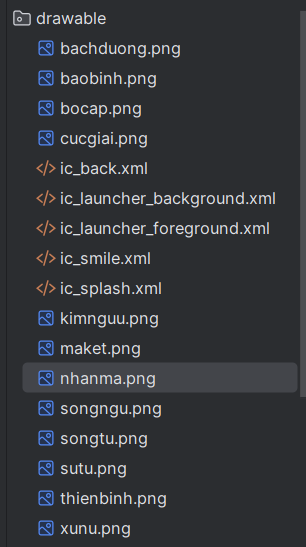 drawable
bachduong.png
baobinh.png
bocap.png
cucgiai.png
ic_back.xml
ic_launcher_background.xml
ic_launcher_foreground.xml
ic_smile.xml
ic_splash.xml
kimnguu.png
maket.png
nhanma.png
songngu.png
songtu.png
sutu.png
thienbinh.png
xunu.png